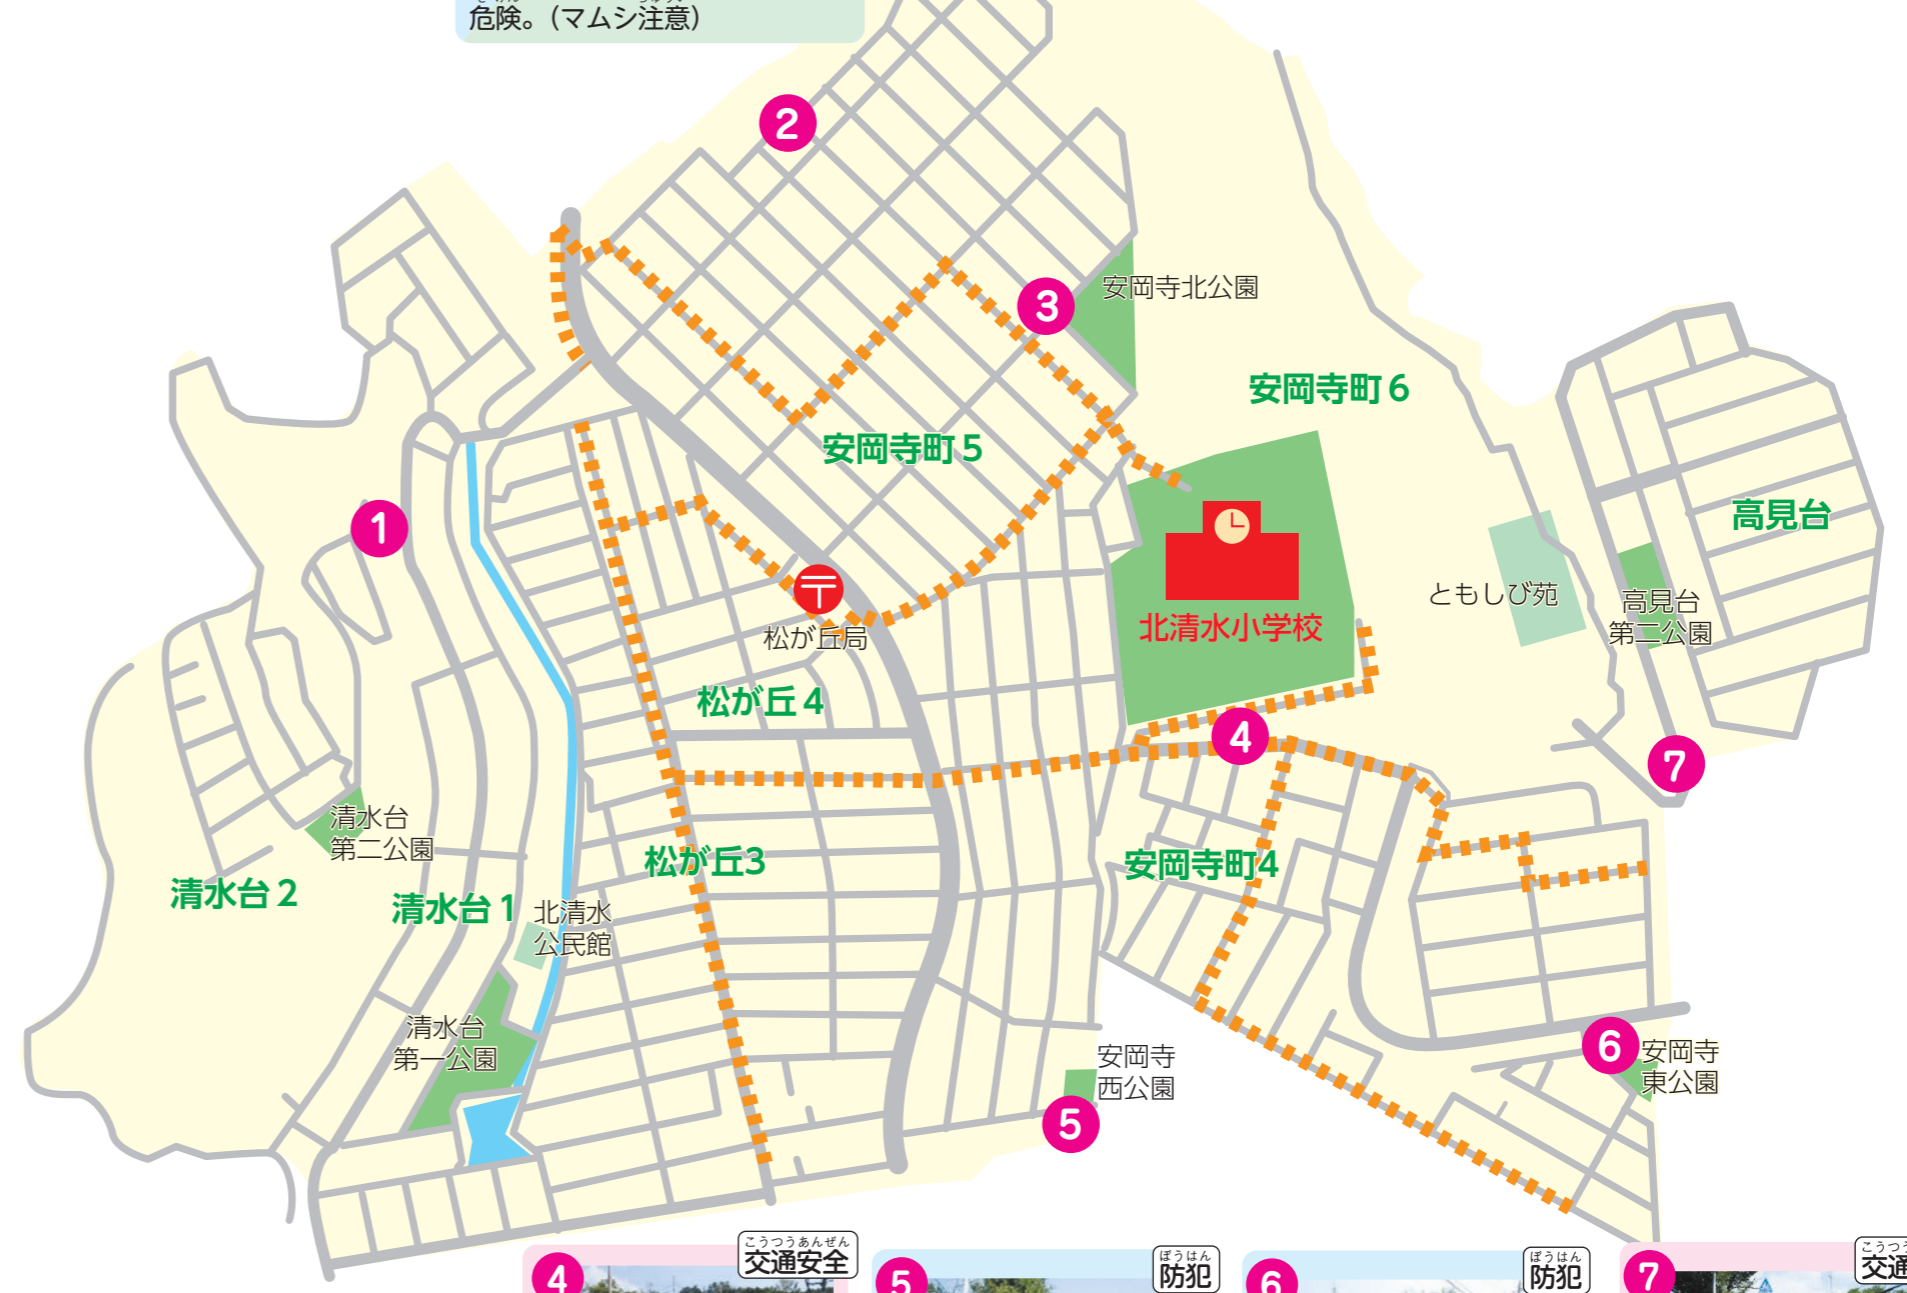 危険。（マムシ注意）
2
3
安岡寺北公園
安岡寺町６
安岡寺町５
1
高見台
ともしび苑
高見台
第二公園
北清水小学校
松が丘局
松が丘４
4
7
清水台
第二公園
松が丘3
安岡寺町4
清水台２
清水台１
北清水
公民館
清水台
第一公園
安岡寺
西公園
5
6
安岡寺
東公園
4
こうつうあんぜん
交通安全
5
ぼうはん
防犯
6
ぼうはん
防犯
7
こうつう
交通